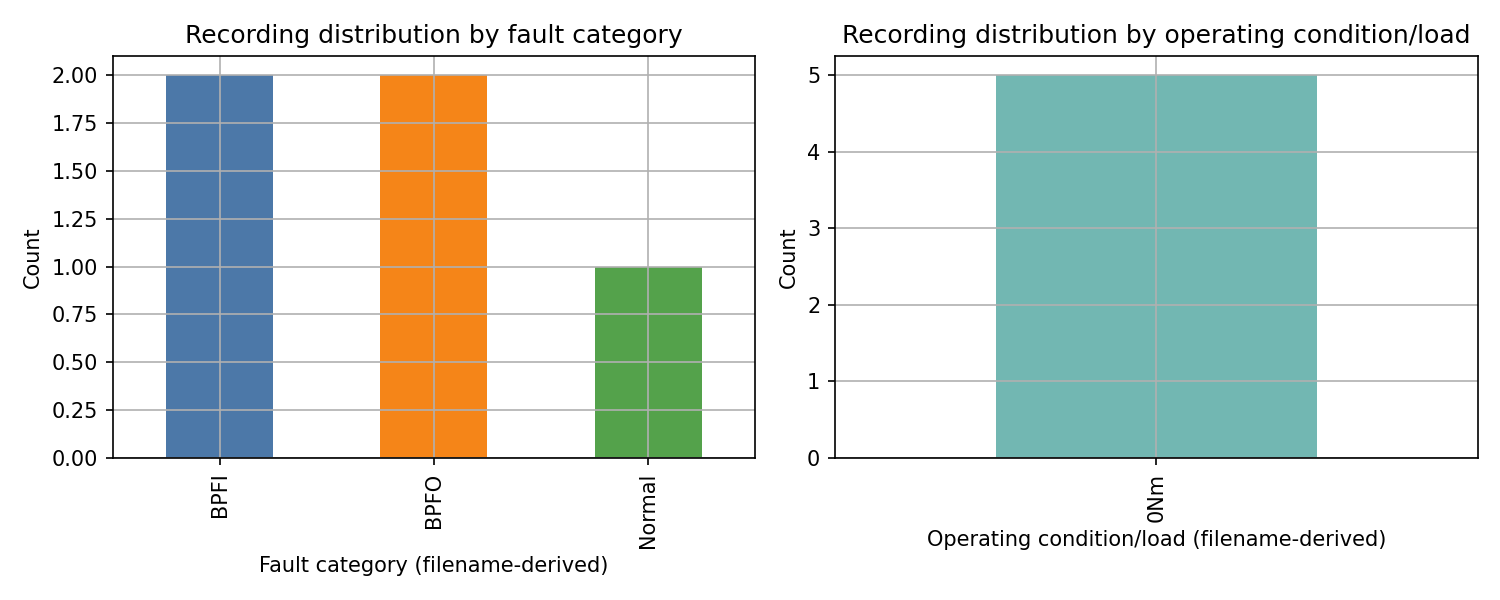 Recording distribution by fault category
2.00
1.75
1.50
1.25
1.00
0.75
0.50
0.25
0.00
Count
BPFI
BPFO
Normal
Fault category (filename-derived)
Recording distribution by operating condition/load
5
4
3
2
1
0
Count
0Nm
Operating condition/load (filename-derived)